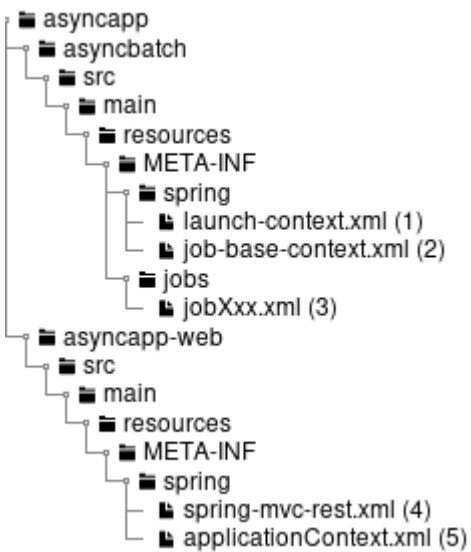 asyncapp
asyncbatch
src
main
resources
META-INF
spring
launch-context.xml (1)
job-base-context.xml (2)
jobs
jobXxx.xml (3)
asyncapp-web
src
main
resources
META-INF
spring
spring-mvc-rest.xml (4)
applicationContext.xml (5)